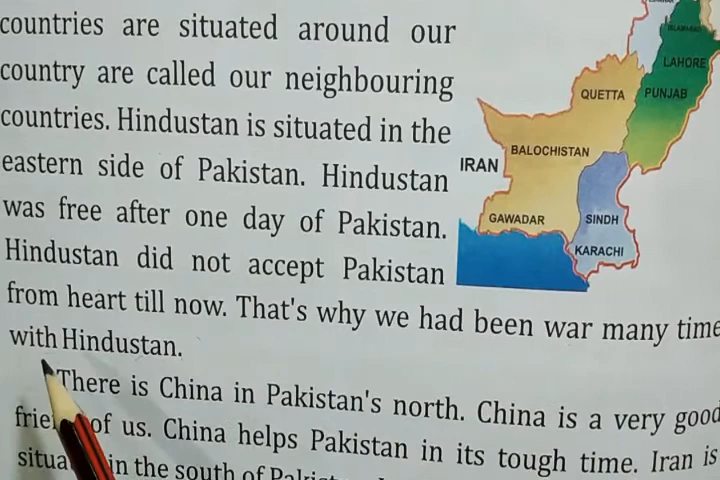 countries are situated around our
country are called our neighbouring
countries. Hindustan is situated in the
eastern side of Pakistan. Hindustan
was free after one day of Pakistan.
Hindustan did not accept Pakistan
from heart till now. That's why we had been war many time
with Hindustan.
There is China in Pakistan's north. China is a very good
of us. China helps Pakistan in its tough time. Iran is
in the south of
ISLAMABAD
LAHORE
QUETTA
PUNJAB
BALOCHISTAN
IRAN
GAWADAR
SINDH
KARACHI